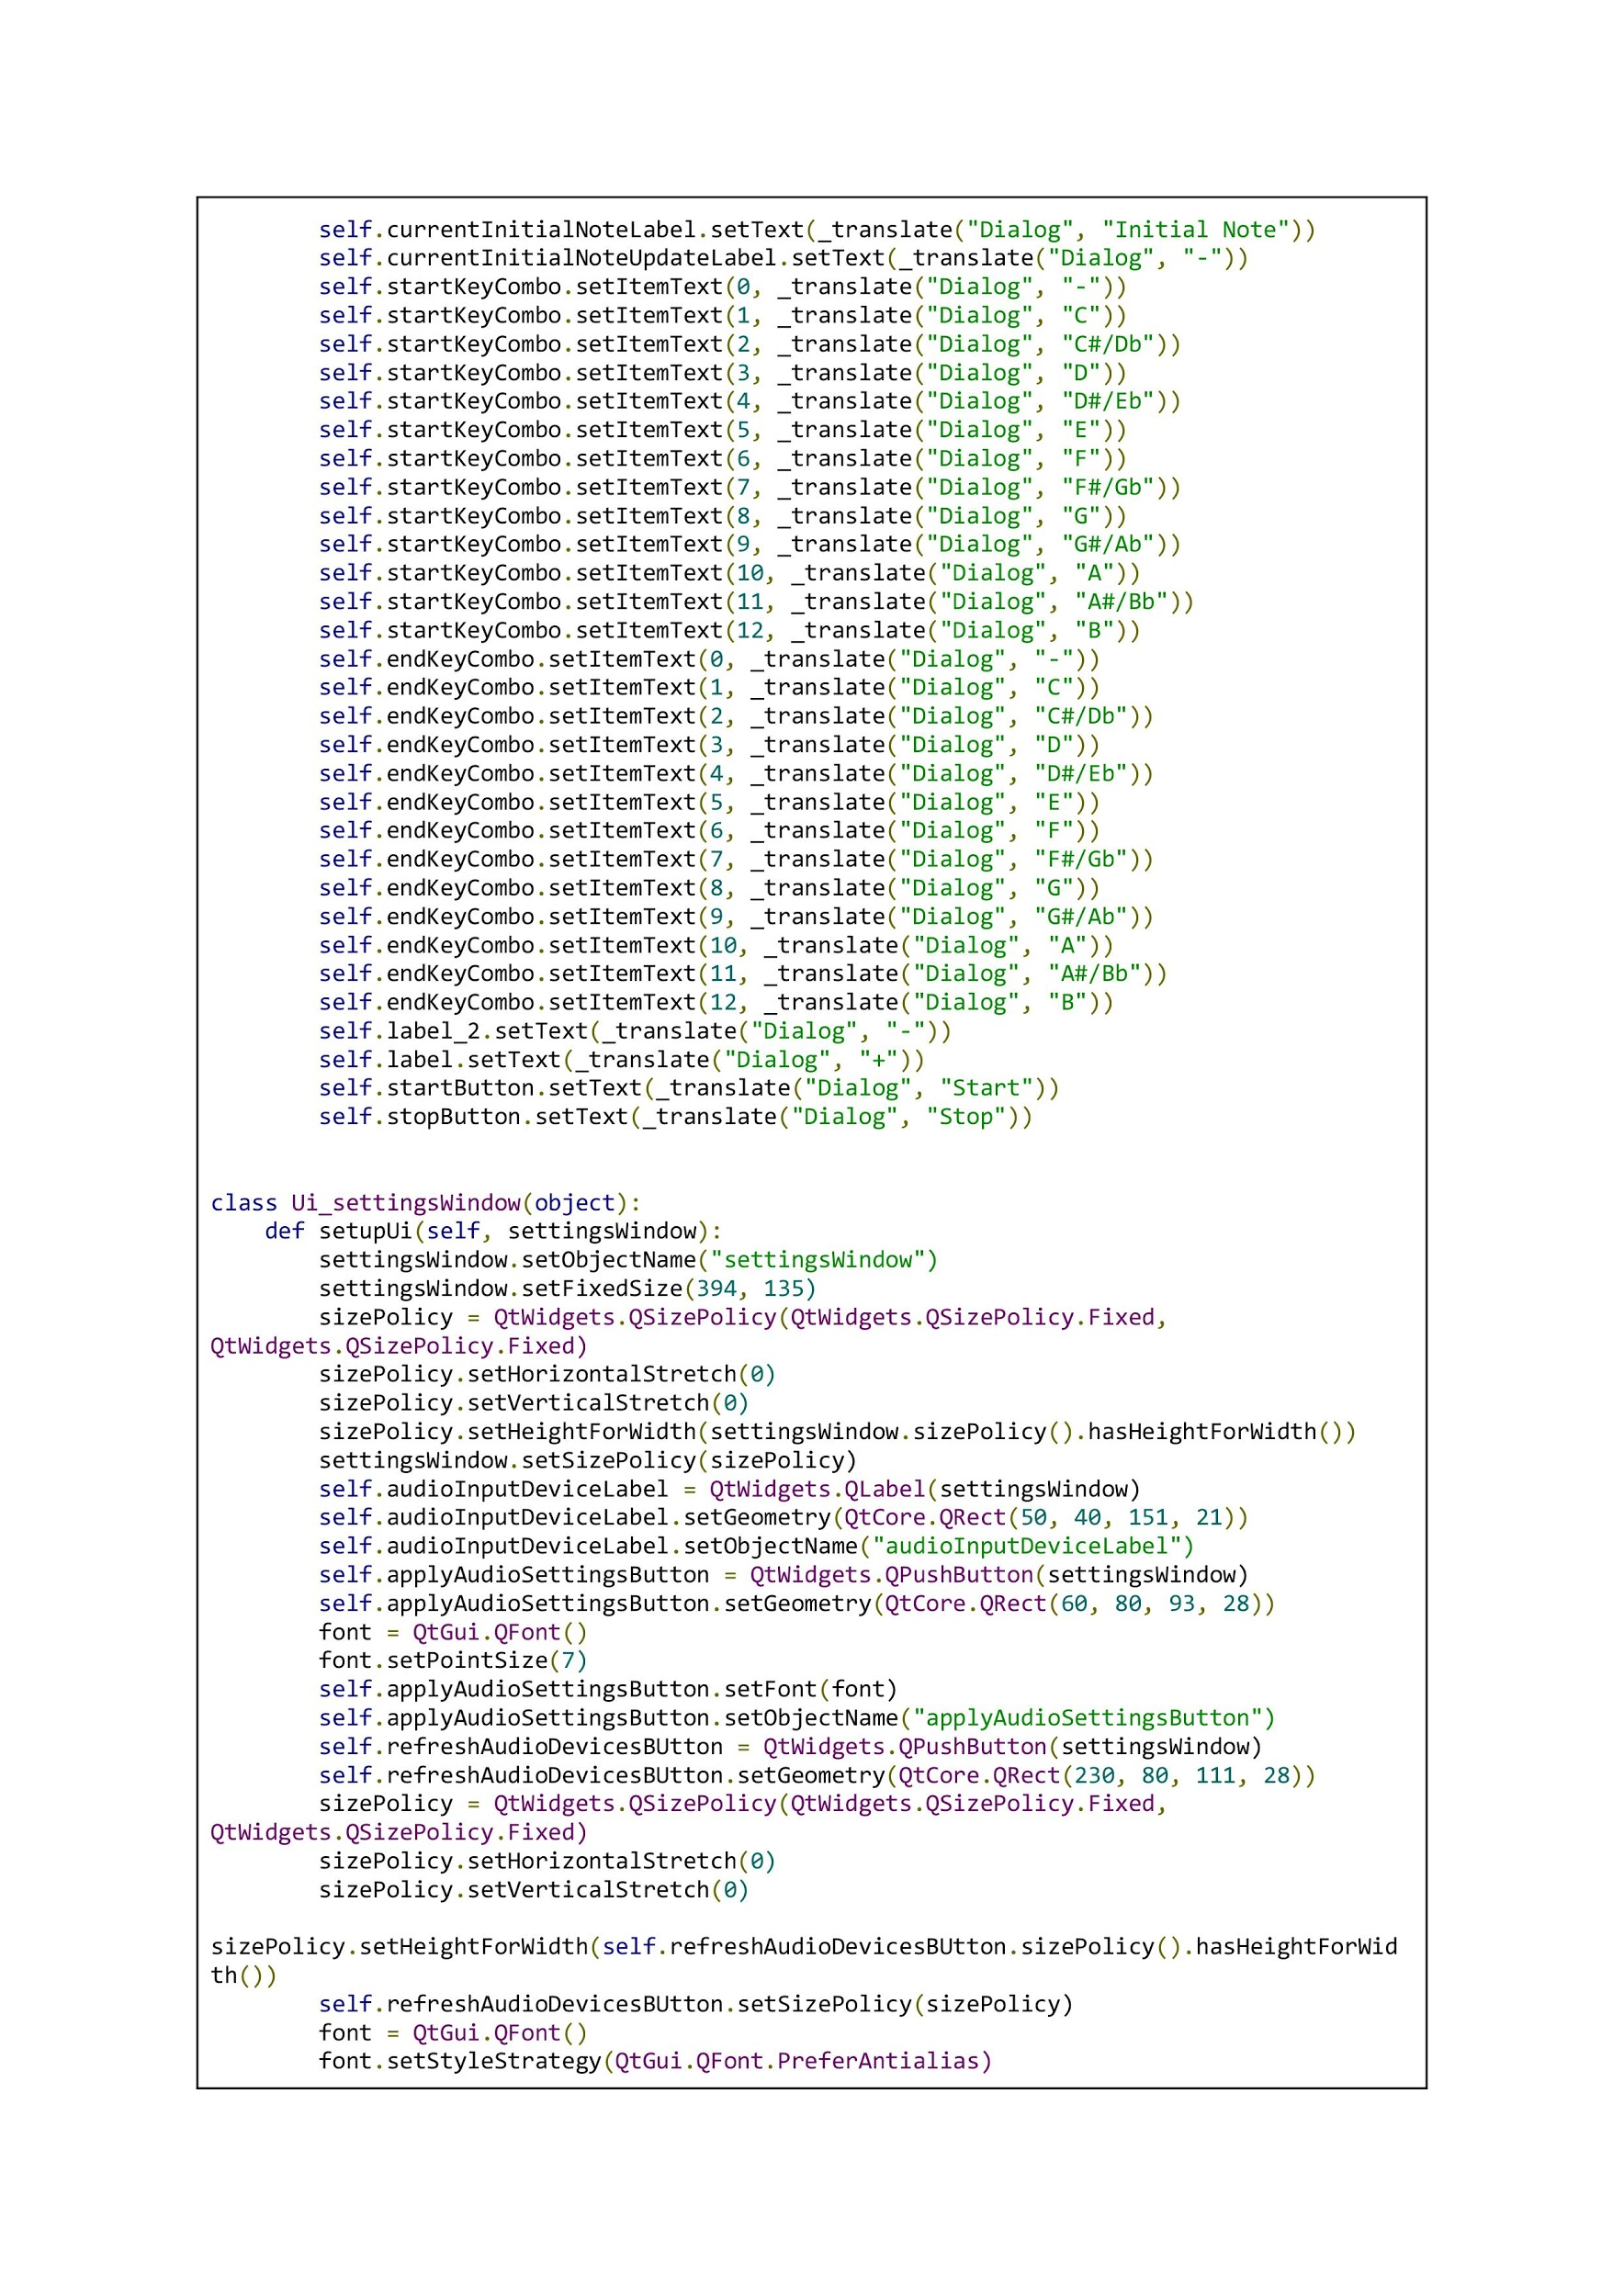 self.currentInitialNoteLabel.setText(_translate("Dialog", "Initial Note"))
        self.currentInitialNoteUpdateLabel.setText(_translate("Dialog", "-"))
        self.startKeyCombo.setItemText(0, _translate("Dialog", "-"))
        self.startKeyCombo.setItemText(1, _translate("Dialog", "C"))
        self.startKeyCombo.setItemText(2, _translate("Dialog", "C#/Db"))
        self.startKeyCombo.setItemText(3, _translate("Dialog", "D"))
        self.startKeyCombo.setItemText(4, _translate("Dialog", "D#/Eb"))
        self.startKeyCombo.setItemText(5, _translate("Dialog", "E"))
        self.startKeyCombo.setItemText(6, _translate("Dialog", "F"))
        self.startKeyCombo.setItemText(7, _translate("Dialog", "F#/Gb"))
        self.startKeyCombo.setItemText(8, _translate("Dialog", "G"))
        self.startKeyCombo.setItemText(9, _translate("Dialog", "G#/Ab"))
        self.startKeyCombo.setItemText(10, _translate("Dialog", "A"))
        self.startKeyCombo.setItemText(11, _translate("Dialog", "A#/Bb"))
        self.startKeyCombo.setItemText(12, _translate("Dialog", "B"))
        self.endKeyCombo.setItemText(0, _translate("Dialog", "-"))
        self.endKeyCombo.setItemText(1, _translate("Dialog", "C"))
        self.endKeyCombo.setItemText(2, _translate("Dialog", "C#/Db"))
        self.endKeyCombo.setItemText(3, _translate("Dialog", "D"))
        self.endKeyCombo.setItemText(4, _translate("Dialog", "D#/Eb"))
        self.endKeyCombo.setItemText(5, _translate("Dialog", "E"))
        self.endKeyCombo.setItemText(6, _translate("Dialog", "F"))
        self.endKeyCombo.setItemText(7, _translate("Dialog", "F#/Gb"))
        self.endKeyCombo.setItemText(8, _translate("Dialog", "G"))
        self.endKeyCombo.setItemText(9, _translate("Dialog", "G#/Ab"))
        self.endKeyCombo.setItemText(10, _translate("Dialog", "A"))
        self.endKeyCombo.setItemText(11, _translate("Dialog", "A#/Bb"))
        self.endKeyCombo.setItemText(12, _translate("Dialog", "B"))
        self.label_2.setText(_translate("Dialog", "-"))
        self.label.setText(_translate("Dialog", "+"))
        self.startButton.setText(_translate("Dialog", "Start"))
        self.stopButton.setText(_translate("Dialog", "Stop"))


class Ui_settingsWindow(object):
    def setupUi(self, settingsWindow):
        settingsWindow.setObjectName("settingsWindow")
        settingsWindow.setFixedSize(394, 135)
        sizePolicy = QtWidgets.QSizePolicy(QtWidgets.QSizePolicy.Fixed,
QtWidgets.QSizePolicy.Fixed)
        sizePolicy.setHorizontalStretch(0)
        sizePolicy.setVerticalStretch(0)
        sizePolicy.setHeightForWidth(settingsWindow.sizePolicy().hasHeightForWidth())
        settingsWindow.setSizePolicy(sizePolicy)
        self.audioInputDeviceLabel = QtWidgets.QLabel(settingsWindow)
        self.audioInputDeviceLabel.setGeometry(QtCore.QRect(50, 40, 151, 21))
        self.audioInputDeviceLabel.setObjectName("audioInputDeviceLabel")
        self.applyAudioSettingsButton = QtWidgets.QPushButton(settingsWindow)
        self.applyAudioSettingsButton.setGeometry(QtCore.QRect(60, 80, 93, 28))
        font = QtGui.QFont()
        font.setPointSize(7)
        self.applyAudioSettingsButton.setFont(font)
        self.applyAudioSettingsButton.setObjectName("applyAudioSettingsButton")
        self.refreshAudioDevicesBUtton = QtWidgets.QPushButton(settingsWindow)
        self.refreshAudioDevicesBUtton.setGeometry(QtCore.QRect(230, 80, 111, 28))
        sizePolicy = QtWidgets.QSizePolicy(QtWidgets.QSizePolicy.Fixed,
QtWidgets.QSizePolicy.Fixed)
        sizePolicy.setHorizontalStretch(0)
        sizePolicy.setVerticalStretch(0)

sizePolicy.setHeightForWidth(self.refreshAudioDevicesBUtton.sizePolicy().hasHeightForWid
th())
        self.refreshAudioDevicesBUtton.setSizePolicy(sizePolicy)
        font = QtGui.QFont()
        font.setStyleStrategy(QtGui.QFont.PreferAntialias)